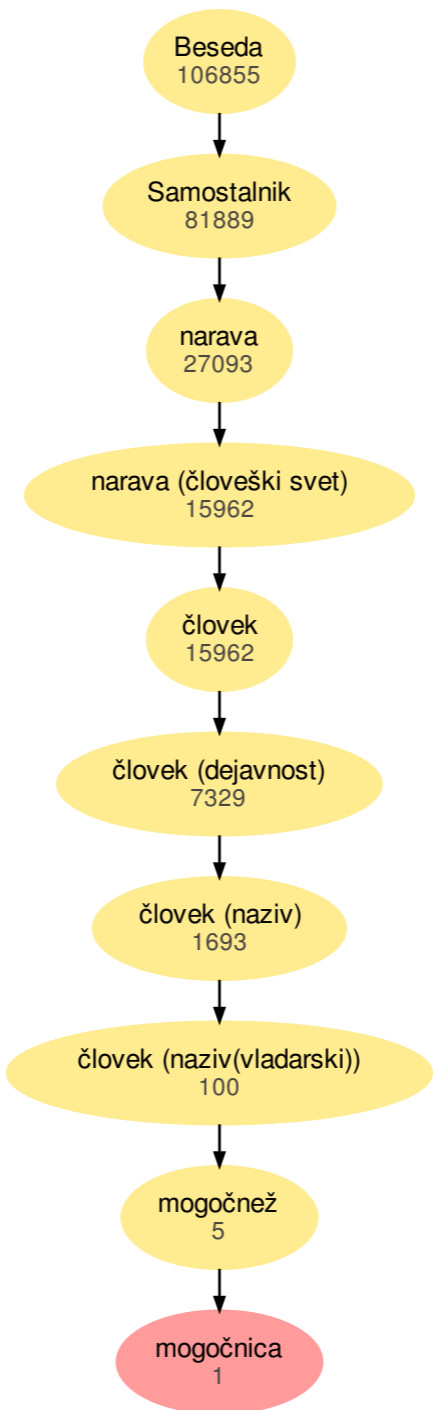 Beseda
106855
Samostalnik
81889
narava
27093
narava (človeški svet)
15962
človek
15962
človek (dejavnost)
7329
človek (naziv)
1693
človek (naziv(vladarski))
100
mogočnež
5
mogočnica
1